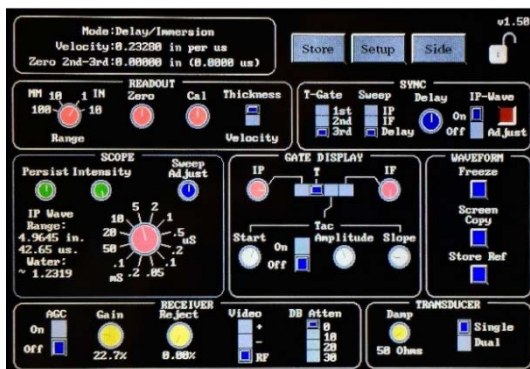 Mode:Delay/Immersion
Velocity:0.23280 in per us
Zero 2nd-3rd:0.00000 in (0.0000 us)
Store
Setup
Side
v1.50
READOUT
MM 10 1 IN
100 10
Range
Zero
Cal
Thickness
Velocity
SYNC
T-Gate
1st
2nd
3rd
Sweep
IP
IF
Delay
Delay
IP-Wave
On
Off
Adjust
SCOPE
Persist
Intensity
Sweep
Adjust
IP Wave
Range:
4.9645 in.
42.65 us.
Water:
~ 1.2319
5 2
10 1
20 .5
50 .2
.1 .1
.2 .05
uS
mS
GATE DISPLAY
IP
T
IF
Tac
Start
On
Off
Amplitude
Slope
WAVEFORM
Freeze
Screen
Copy
Store Ref
RECEIVER
AGC
On
Off
Gain
22.7%
Reject
0.00%
Video
+
-
RF
DB Atten
0
10
20
30
TRANSDUCER
Damp
50 Ohms
Single
Dual